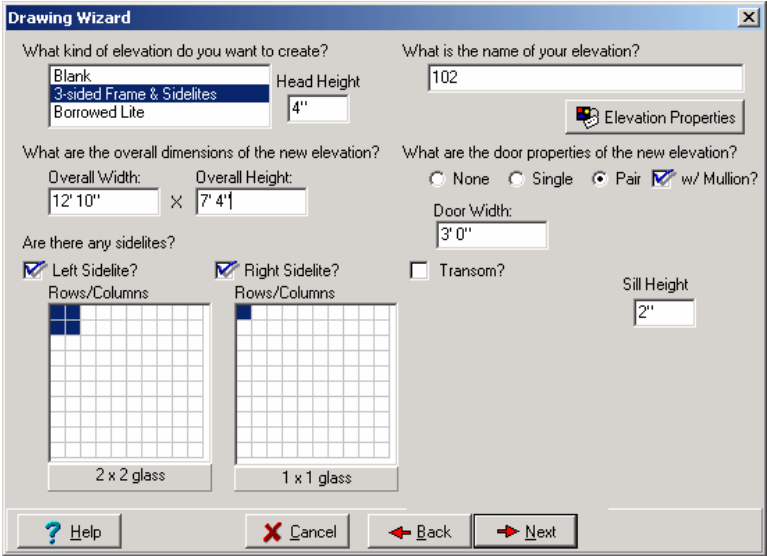 Drawing Wizard
What kind of elevation do you want to create?
Blank
3-sided Frame & Sidelites
Borrowed Lite
Head Height
4"
What is the name of your elevation?
102
Elevation Properties
What are the overall dimensions of the new elevation?
Overall Width:
12' 10"
X
Overall Height:
7' 4"
What are the door properties of the new elevation?
None
Single
Pair
w/ Mullion?
Door Width:
3' 0"
Are there any sidelites?
Left Sidelite?
Rows/Columns
2 x 2 glass
Right Sidelite?
Rows/Columns
1 x 1 glass
Transom?
Sill Height
2"
? Help
Cancel
Back
Next